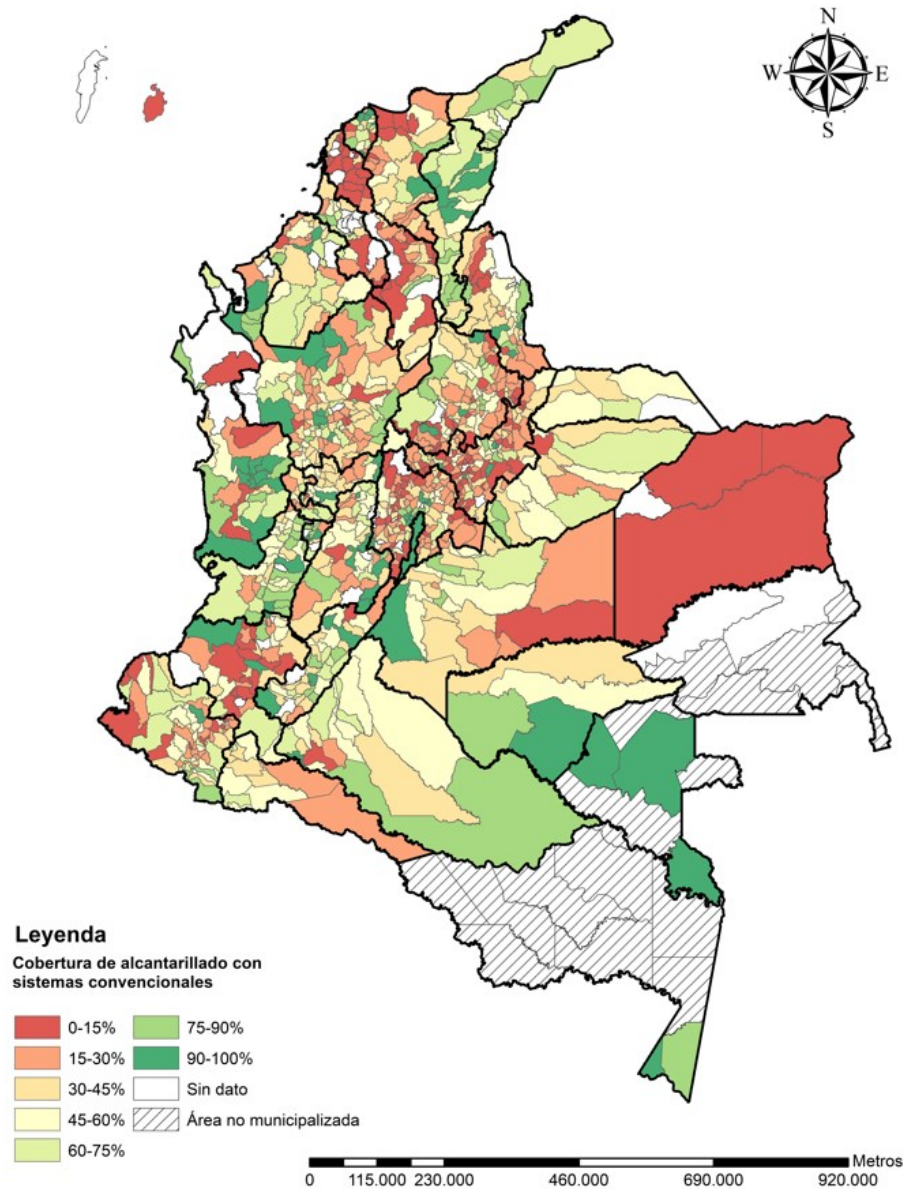 N
W E
S
Leyenda
Cobertura de alcantarillado con
sistemas convencionales
0-15%
15-30%
30-45%
45-60%
60-75%
75-90%
90-100%
Sin dato
Área no municipalizada
Metros
0 115.000 230.000 460.000 690.000 920.000